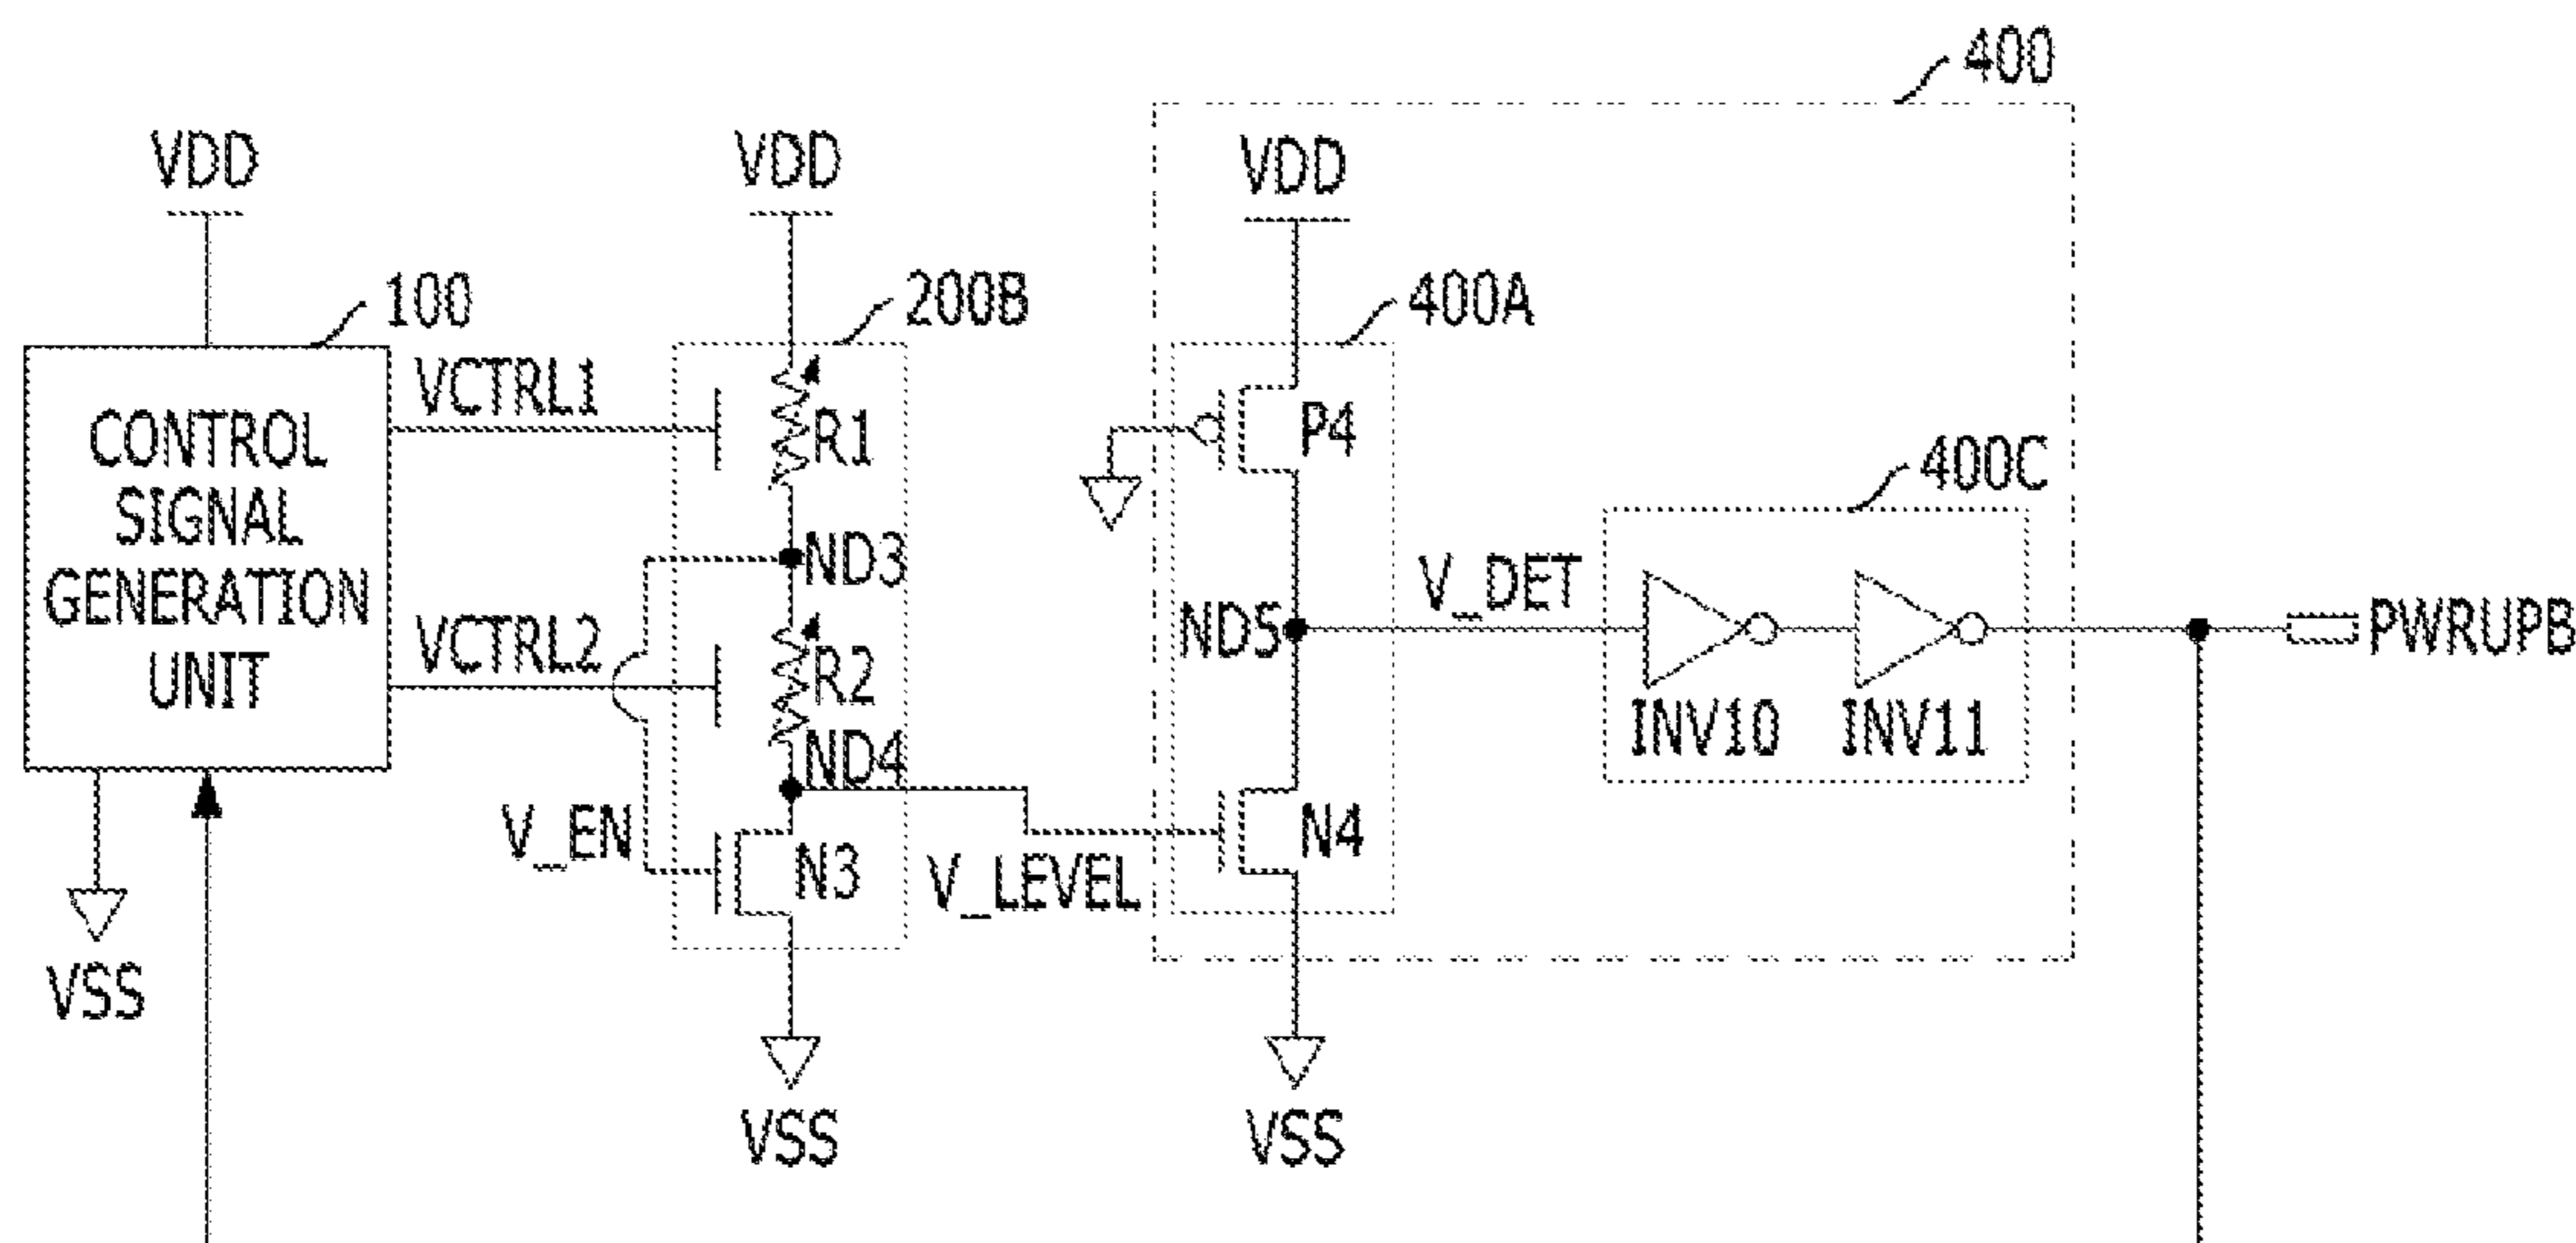 400
VDD
VDD
VDD
100
200B
400A
VCTRL1
CONTROL
SIGNAL
GENERATION
UNIT
R1
P4
400C
ND3
V_DET
ND5
PWRUPB
VCTRL2
R2
INV10
INV11
ND4
V_EN
N3
V_LEVEL
N4
VSS
VSS
VSS